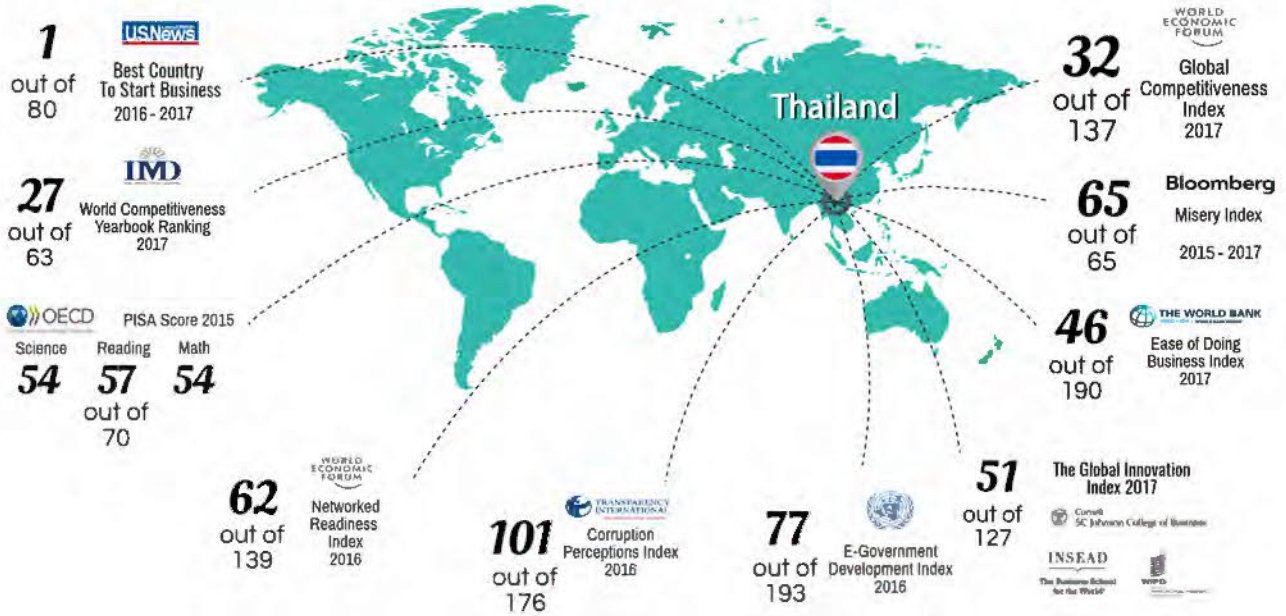 1
out of
80
U.S.News
Best Country
To Start Business
2016 - 2017
27
out of
63
IMD
World Competitiveness
Yearbook Ranking
2017
OECD
PISA Score 2015
Science Reading Math
54 57 54
out of
70
62
out of
139
WORLD
ECONOMIC
FORUM
Networked
Readiness
Index
2016
101
out of
176
TRANSPARENCY
INTERNATIONAL
Corruption
Perceptions Index
2016
77
out of
193
E-Government
Development Index
2016
51
out of
127
The Global Innovation
Index 2017
Cornell
SC Johnson College of Business
INSEAD
The Business School
for the World®
WIPO
46
out of
190
THE WORLD BANK
Ease of Doing
Business Index
2017
65
out of
65
Bloomberg
Misery Index
2015 - 2017
32
out of
137
WORLD
ECONOMIC
FORUM
Global
Competitiveness
Index
2017
Thailand